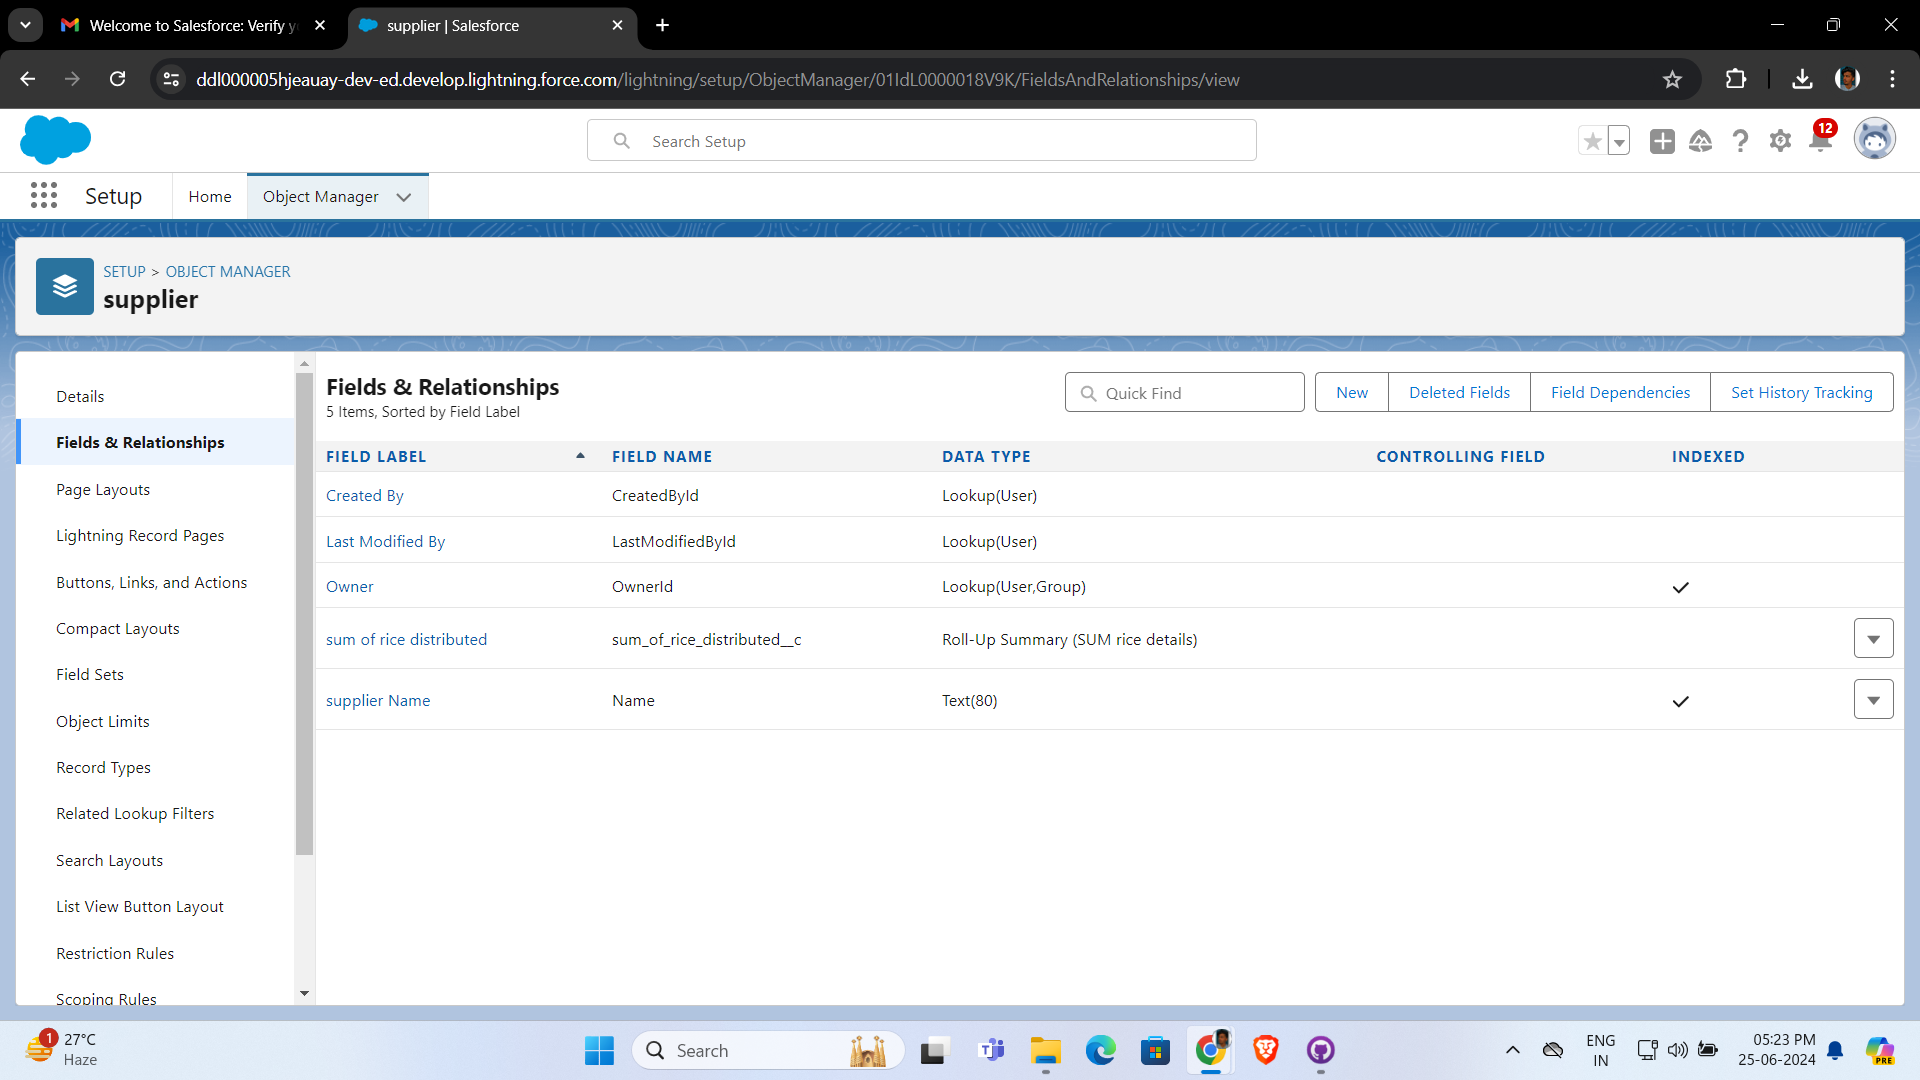 Welcome to Salesforce: Verify yo
supplier | Salesforce
ddl000005hjeauay-dev-ed.develop.lightning.force.com/lightning/setup/ObjectManager/01IdL0000018V9K/FieldsAndRelationships/view
Search Setup
12
Setup
Home
Object Manager
SETUP > OBJECT MANAGER
supplier
Details
Fields & Relationships
Page Layouts
Lightning Record Pages
Buttons, Links, and Actions
Compact Layouts
Field Sets
Object Limits
Record Types
Related Lookup Filters
Search Layouts
List View Button Layout
Restriction Rules
Scoping Rules
Fields & Relationships
5 Items, Sorted by Field Label
Quick Find
New
Deleted Fields
Field Dependencies
Set History Tracking
FIELD LABEL FIELD NAME DATA TYPE CONTROLLING FIELD INDEXED
Created By CreatedById Lookup(User)
Last Modified By LastModifiedById Lookup(User)
Owner OwnerId Lookup(User,Group)
sum of rice distributed sum_of_rice_distributed__c Roll-Up Summary (SUM rice details)
supplier Name Name Text(80)
1
27°C
Haze
Search
ENG
IN
05:23 PM
25-06-2024
PRE